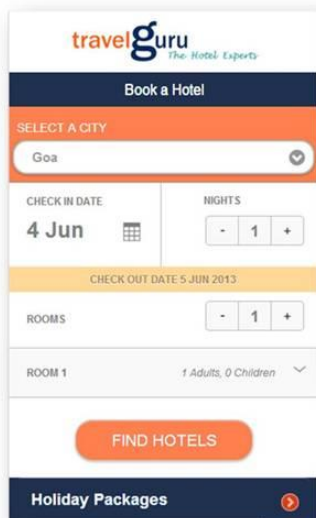 travelguru
The Hotel Experts
Book a Hotel
SELECT A CITY
Goa
CHECK IN DATE
NIGHTS
4 Jun
- 1 +
CHECK OUT DATE 5 JUN 2013
ROOMS
- 1 +
ROOM 1
1 Adults, 0 Children
FIND HOTELS
Holiday Packages